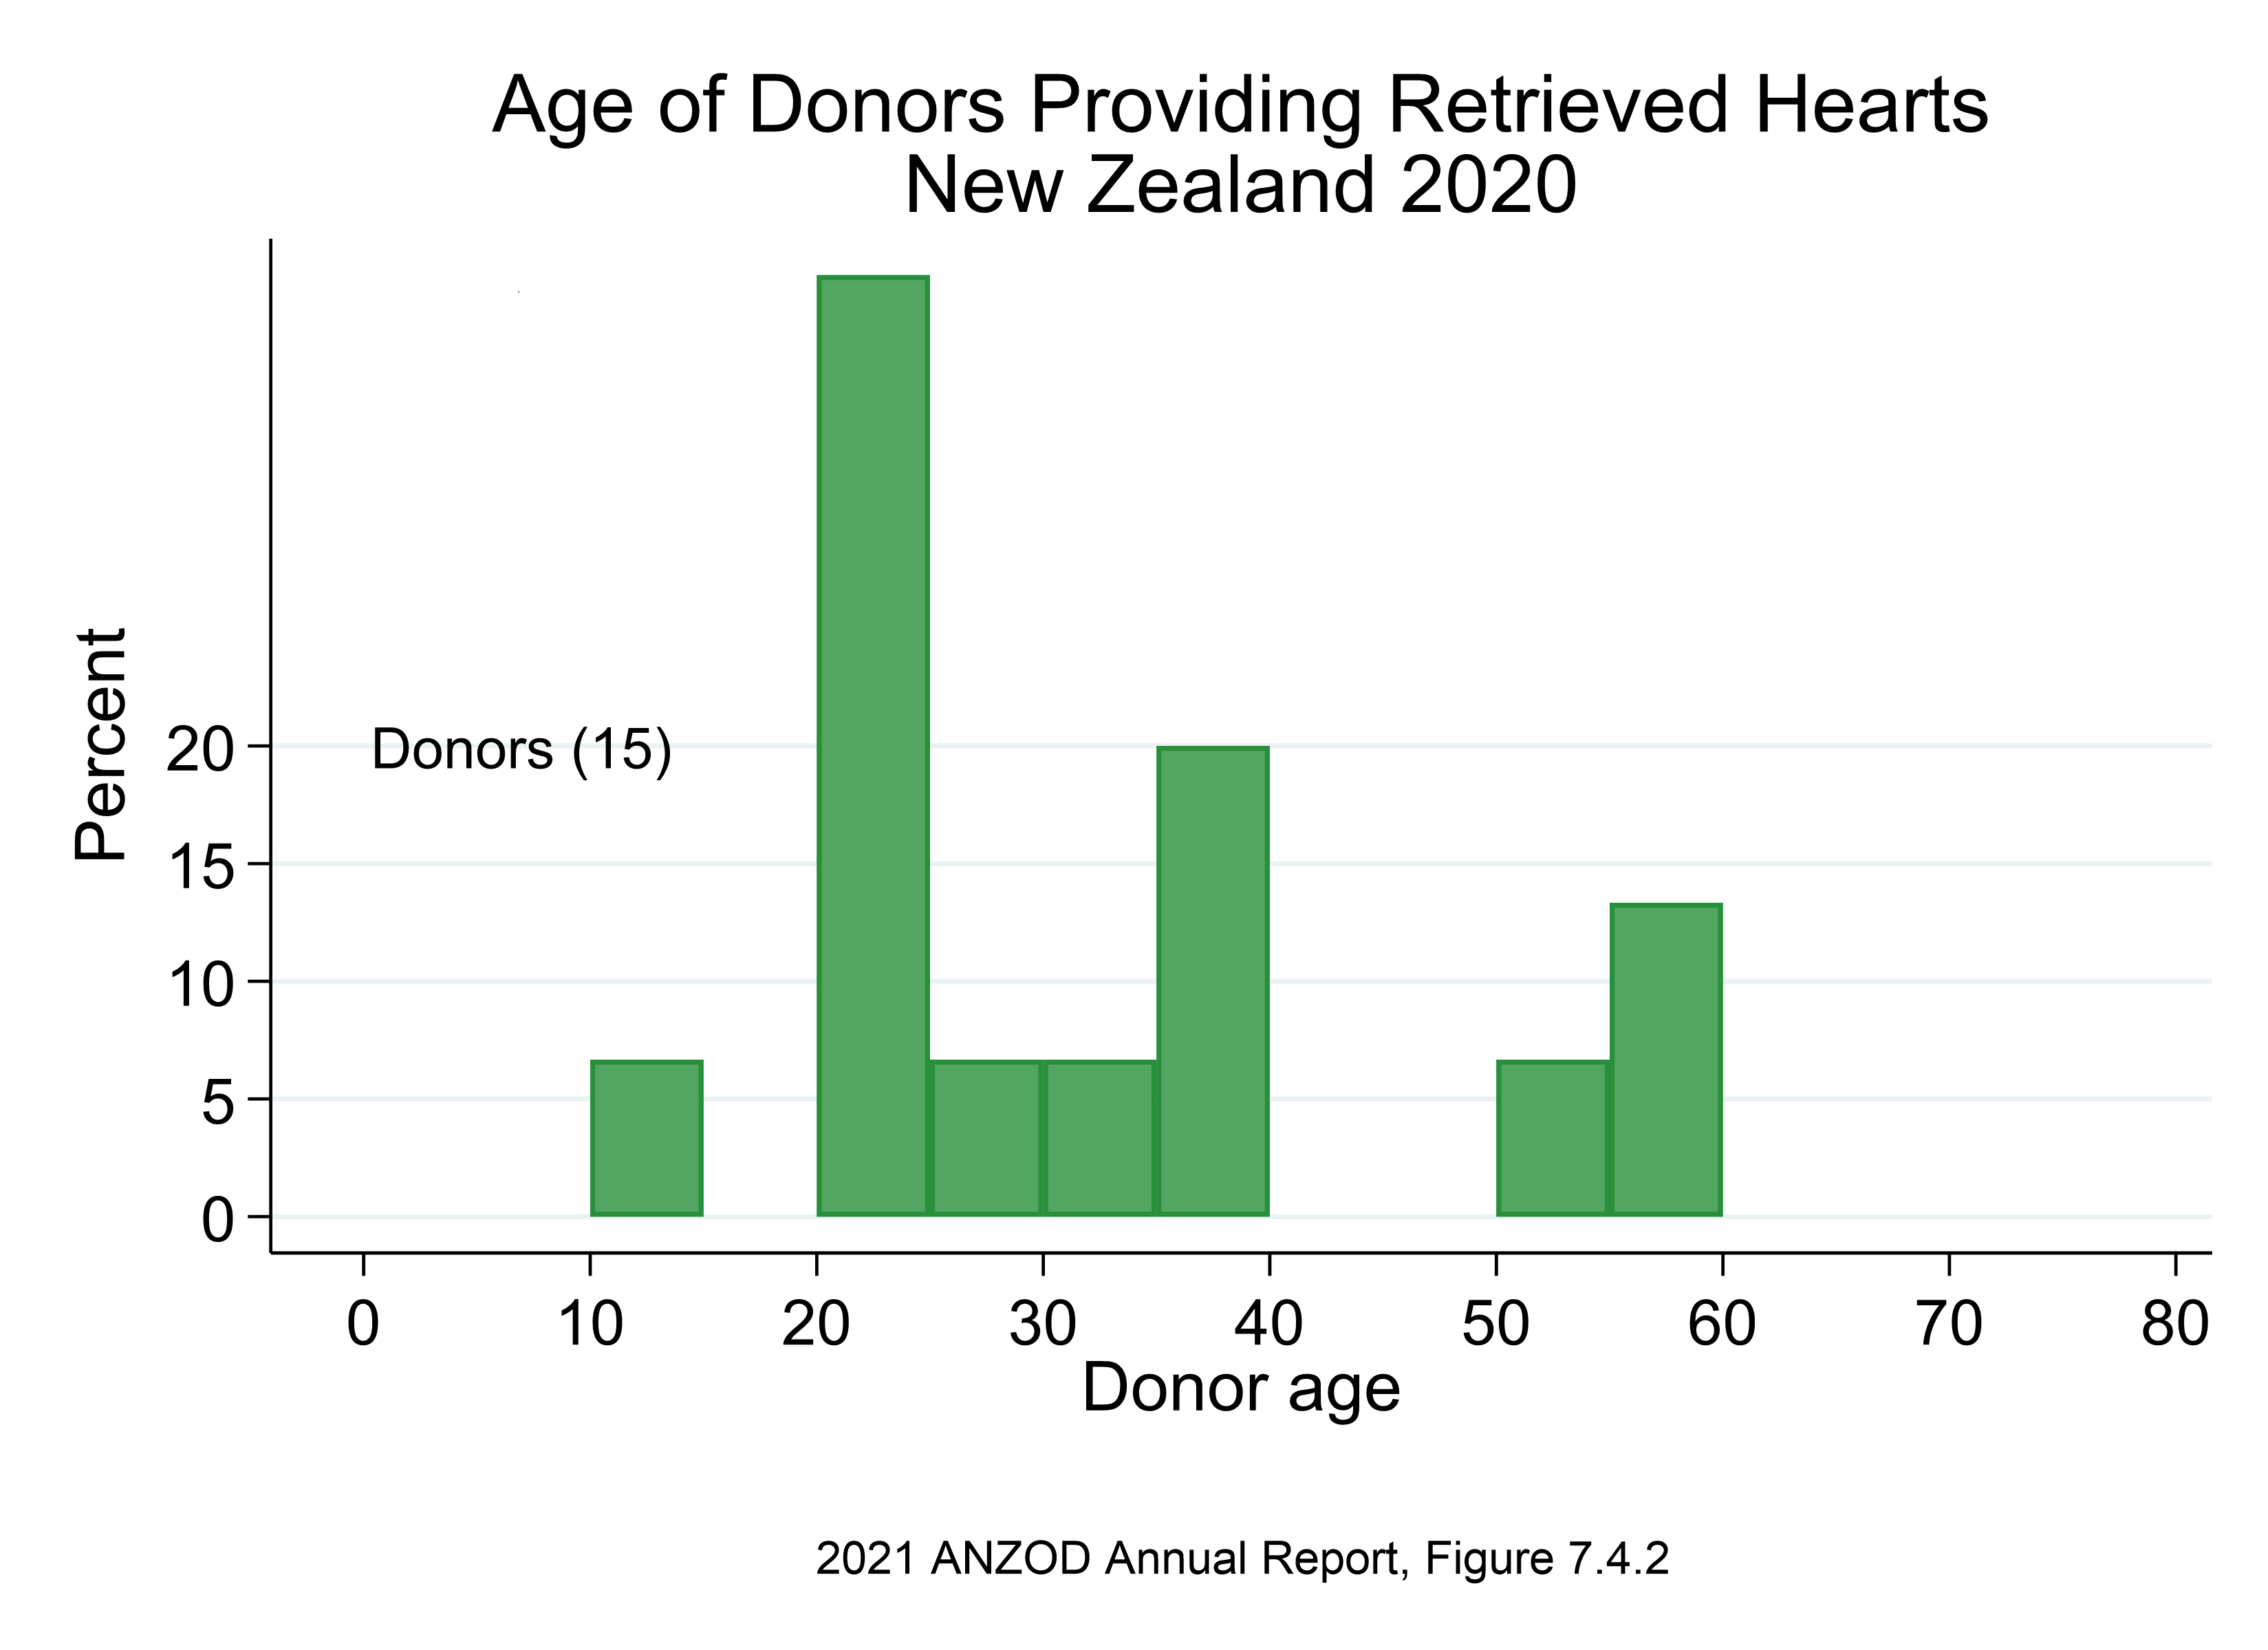 Age of Donors Providing Retrieved Hearts
New Zealand 2020
Percent
20
15
10
5
0
Donors (15)
0 10 20 30 40 50 60 70 80
Donor age
2021 ANZOD Annual Report, Figure 7.4.2